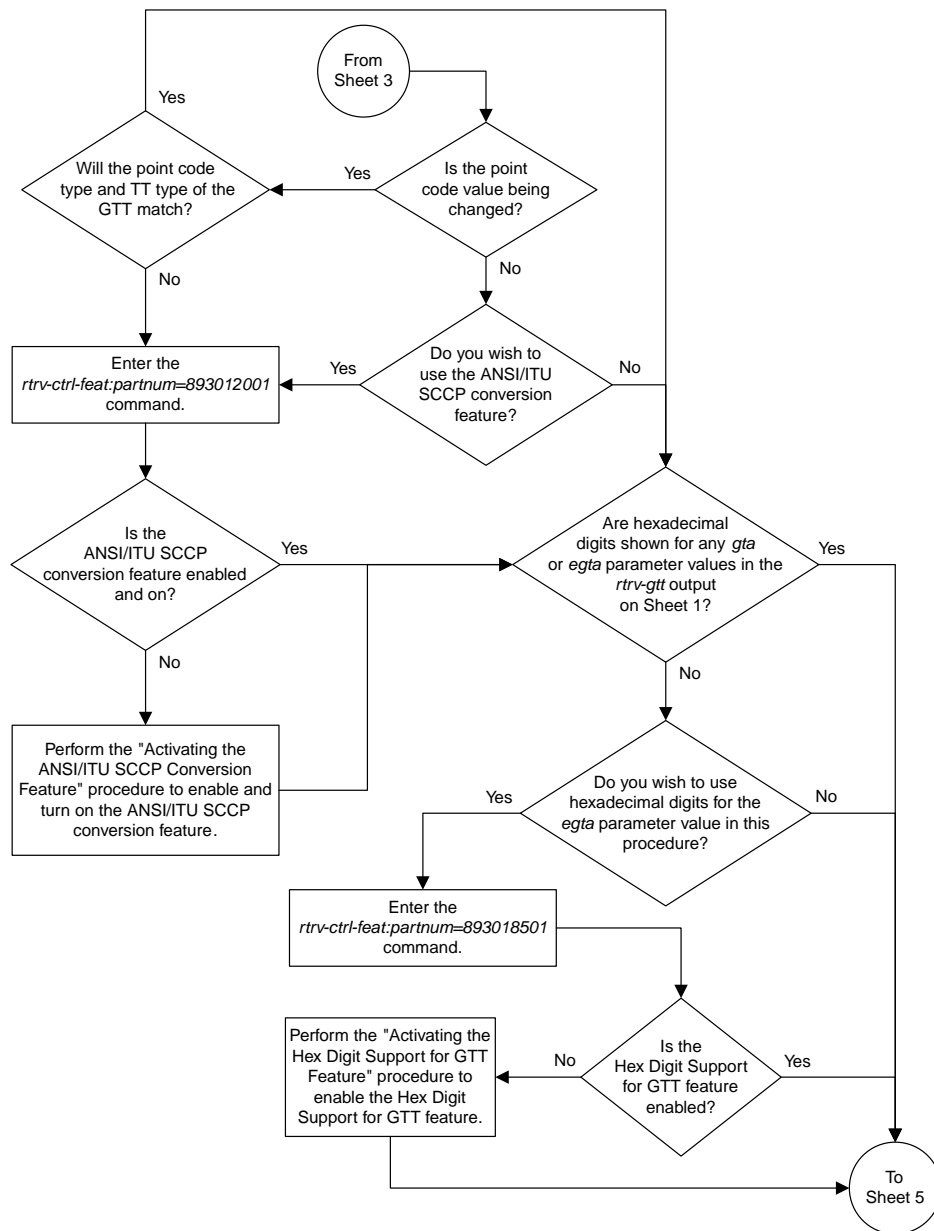 From
Sheet 3
Yes
Will the point code
type and TT type of the
GTT match?
Yes
Is the point
code value being
changed?
No
No
Enter the
rtrv-ctrl-feat:partnum=893012001
command.
Yes
Do you wish to
use the ANSI/ITU
SCCP conversion
feature?
No
Is the
ANSI/ITU SCCP
conversion feature enabled
and on?
Yes
Are hexadecimal
digits shown for any gta
or egta parameter values in the
rtrv-gtt output
on Sheet 1?
Yes
No
No
Perform the "Activating the
ANSI/ITU SCCP Conversion
Feature" procedure to enable and
turn on the ANSI/ITU SCCP
conversion feature.
Yes
Do you wish to use
hexadecimal digits for the
egta parameter value in this
procedure?
No
Enter the
rtrv-ctrl-feat:partnum=893018501
command.
Perform the "Activating the
Hex Digit Support for GTT
Feature" procedure to
enable the Hex Digit
Support for GTT feature.
No
Is the
Hex Digit Support
for GTT feature
enabled?
Yes
To
Sheet 5